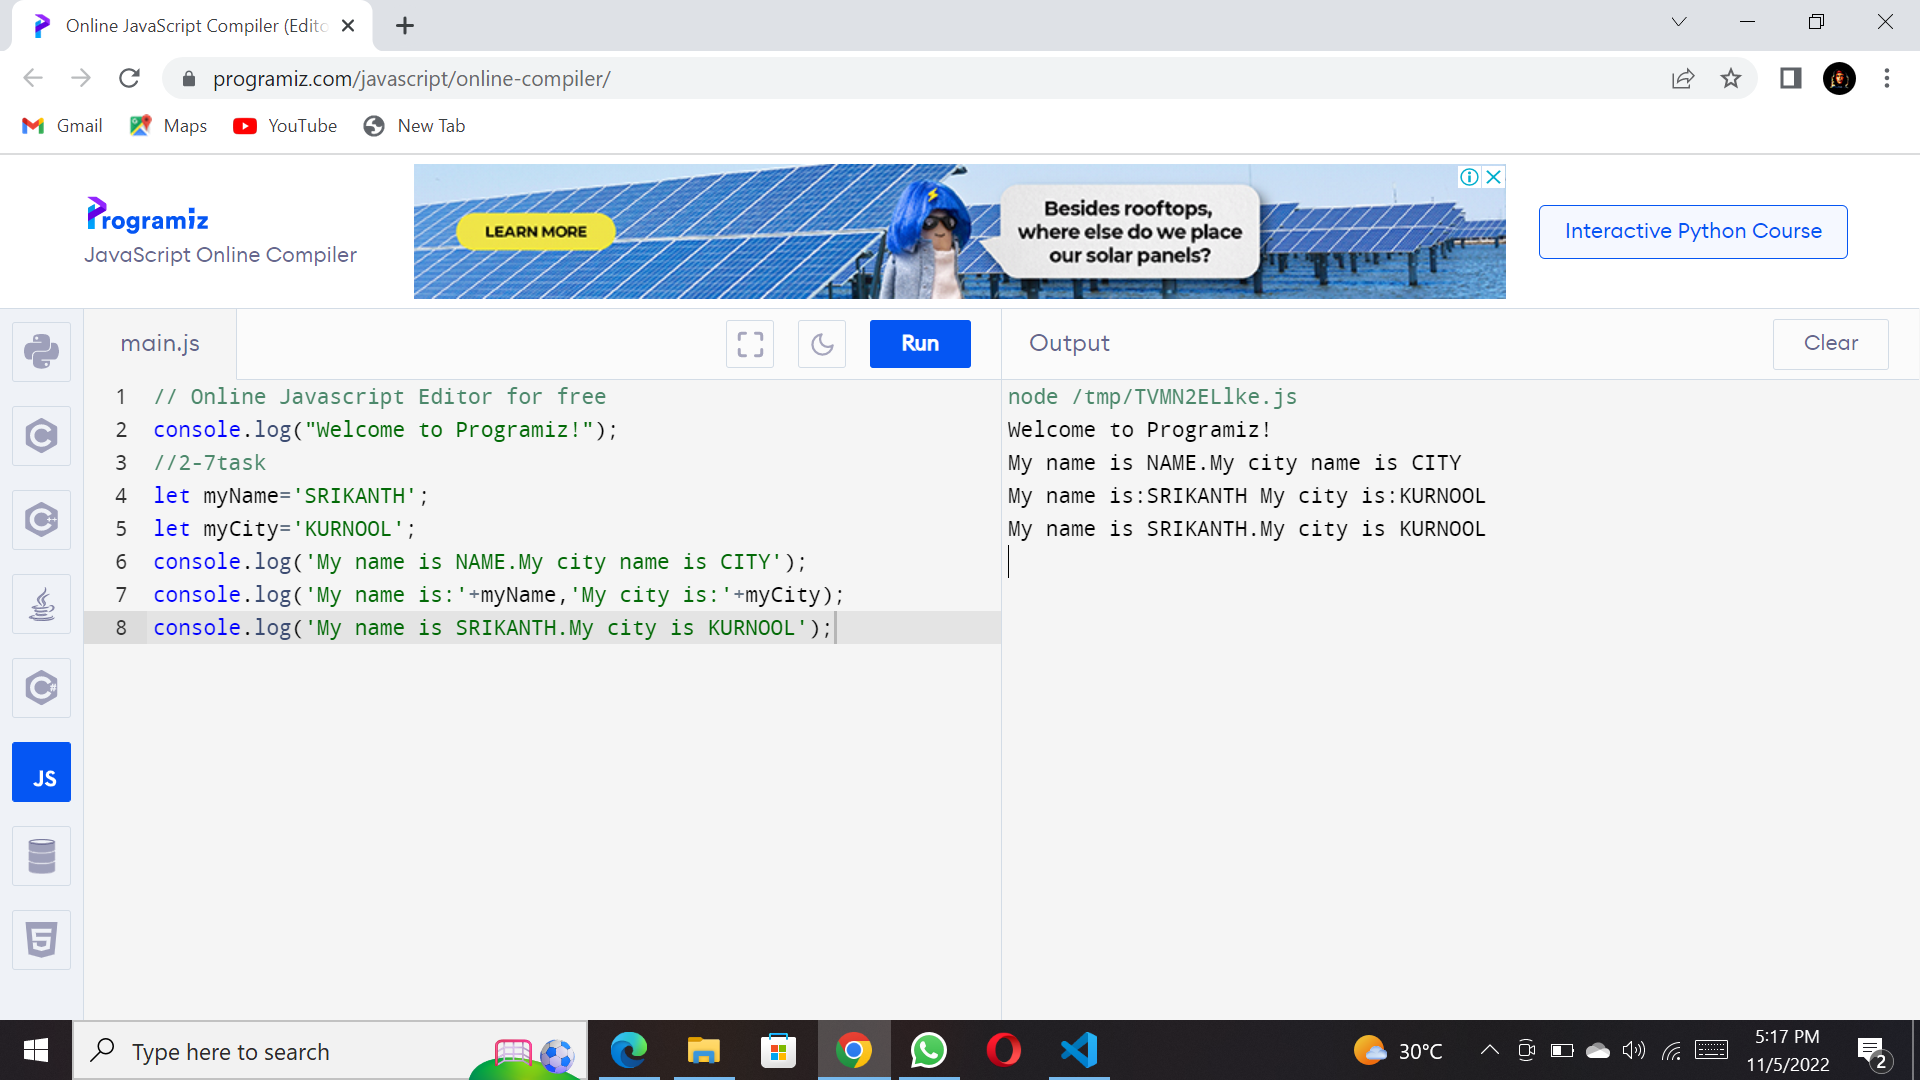 Online JavaScript Compiler (Edito
programiz.com/javascript/online-compiler/
Gmail Maps YouTube New Tab
Programiz
JavaScript Online Compiler
LEARN MORE
Besides rooftops,
where else do we place
our solar panels?
Interactive Python Course
main.js
Run
Output
Clear
1 // Online Javascript Editor for free
2 console.log("Welcome to Programiz!");
3 //2-7task
4 let myName='SRIKANTH';
5 let myCity='KURNOOL';
6 console.log('My name is NAME.My city name is CITY');
7 console.log('My name is:'+myName,'My city is:'+myCity);
8 console.log('My name is SRIKANTH.My city is KURNOOL');
node /tmp/TVMN2ELlke.js
Welcome to Programiz!
My name is NAME.My city name is CITY
My name is:SRIKANTH My city is:KURNOOL
My name is SRIKANTH.My city is KURNOOL
C
C++
C#
JS
5
Type here to search
30°C
5:17 PM
11/5/2022
2